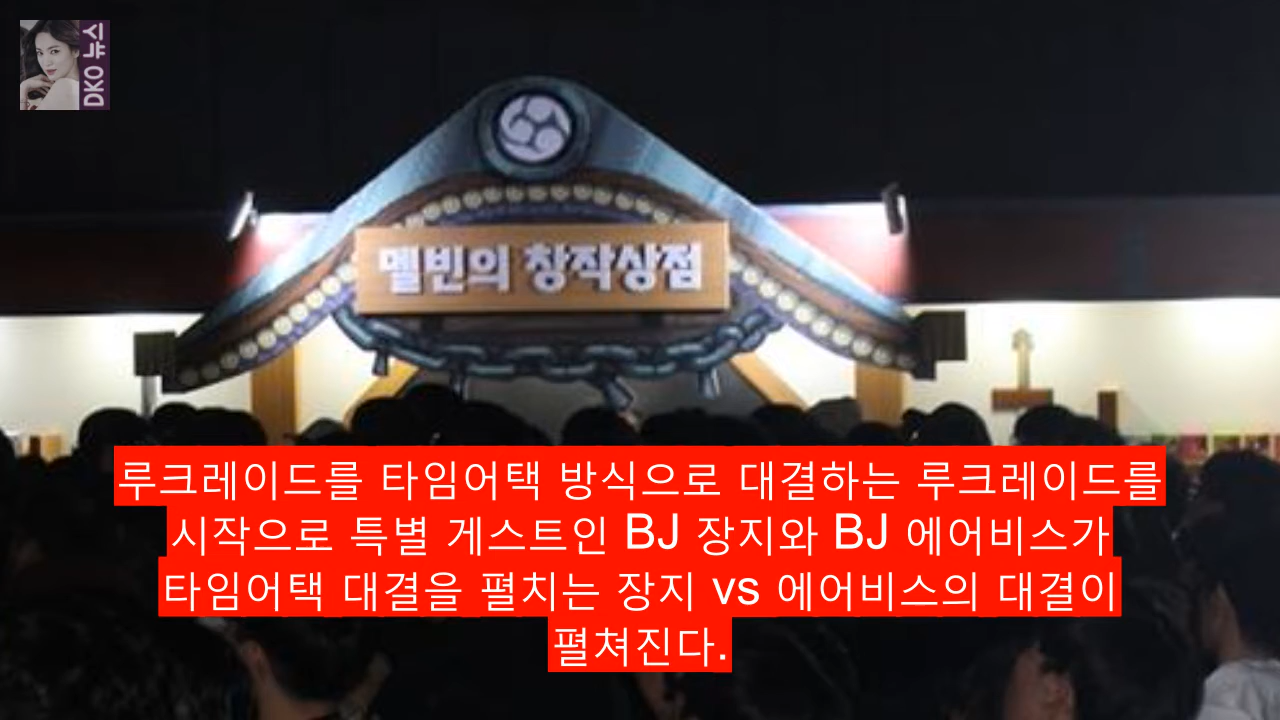 DKO 뉴스
멜빈의 창작상점
루크레이드를 타임어택 방식으로 대결하는 루크레이드를
시작으로 특별 게스트인 BJ 장지와 BJ 에어비스가
타임어택 대결을 펼치는 장지 vs 에어비스의 대결이
펼쳐진다.